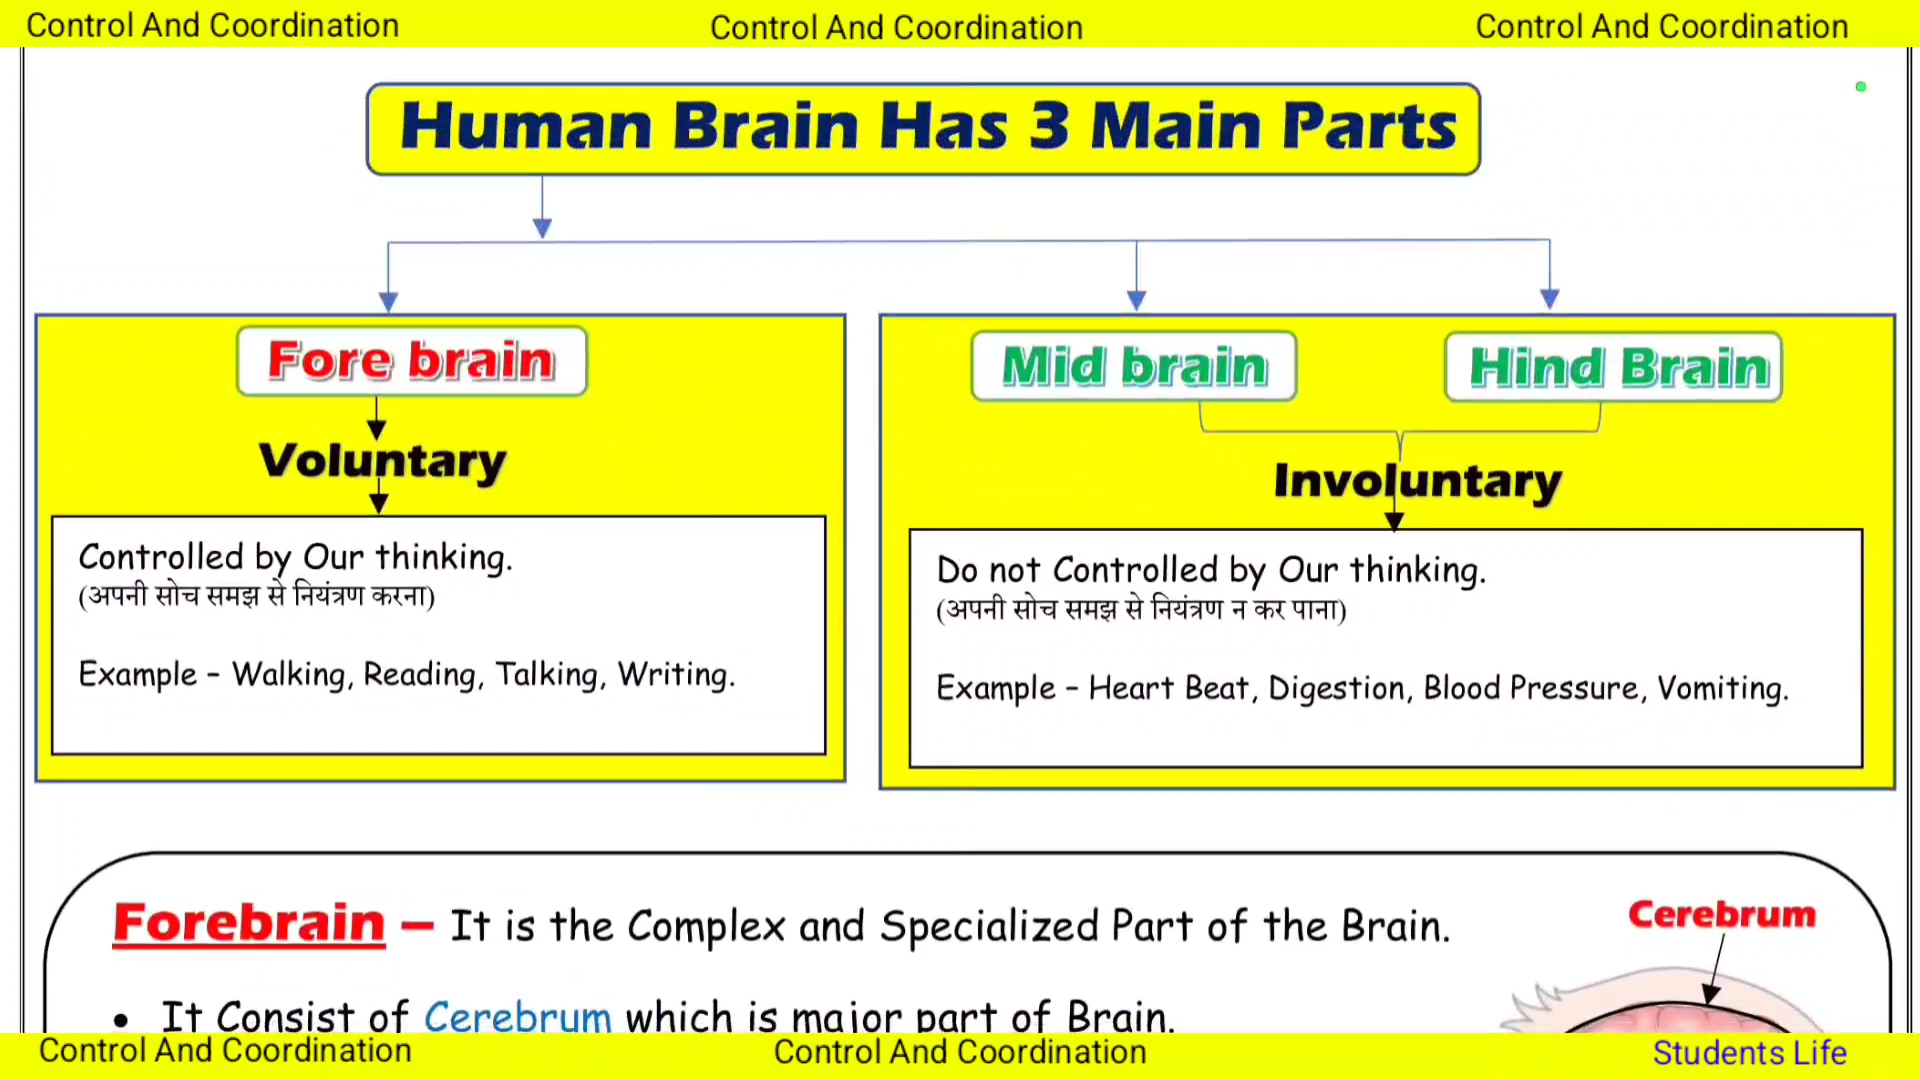 Control And Coordination
Control And Coordination
Control And Coordination
Human Brain Has 3 Main Parts
Fore brain
Voluntary
Controlled by Our thinking.
(अपनी सोच समझ से नियंत्रण करना)
Example – Walking, Reading, Talking, Writing.
Mid brain
Hind Brain
Involuntary
Do not Controlled by Our thinking.
(अपनी सोच समझ से नियंत्रण न कर पाना)
Example – Heart Beat, Digestion, Blood Pressure, Vomiting.
Forebrain – It is the Complex and Specialized Part of the Brain.
Cerebrum
• It Consist of Cerebrum which is major part of Brain.
Control And Coordination
Control And Coordination
Students Life